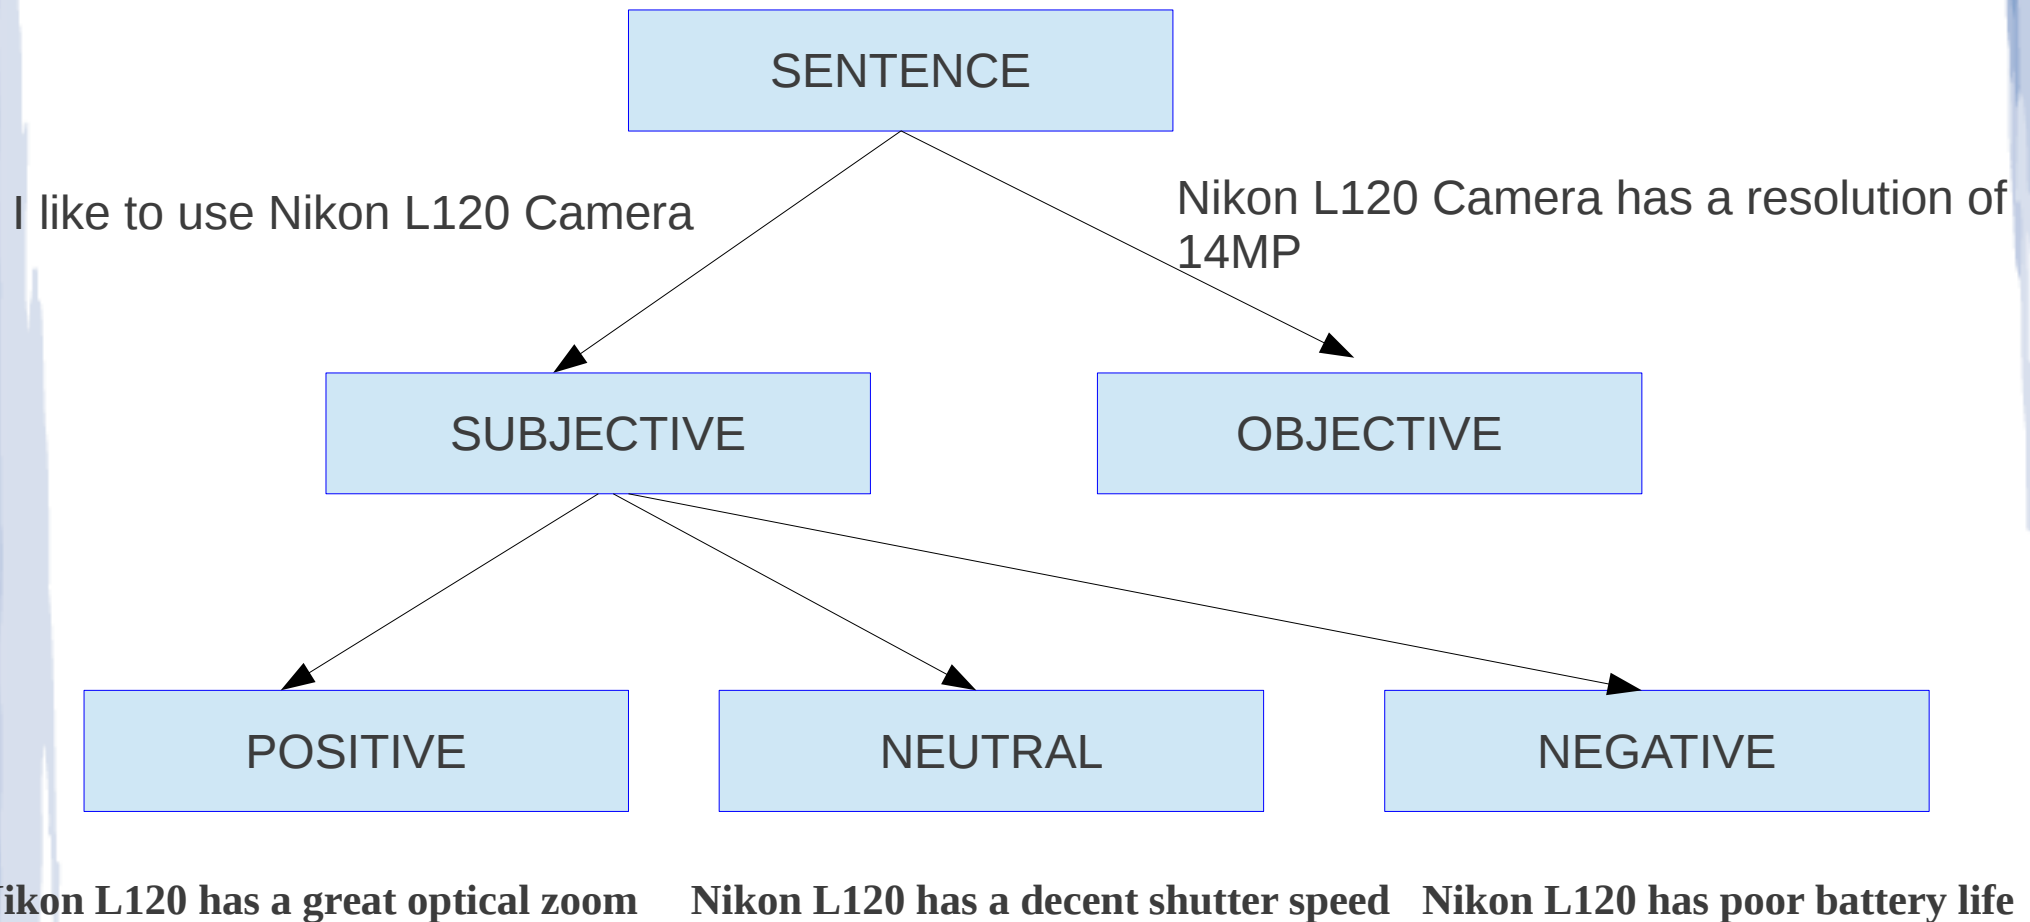 SENTENCE
I like to use Nikon L120 Camera
Nikon L120 Camera has a resolution of
14MP
SUBJECTIVE
OBJECTIVE
POSITIVE
NEUTRAL
NEGATIVE
Nikon L120 has a great optical zoom
Nikon L120 has a decent shutter speed
Nikon L120 has poor battery life